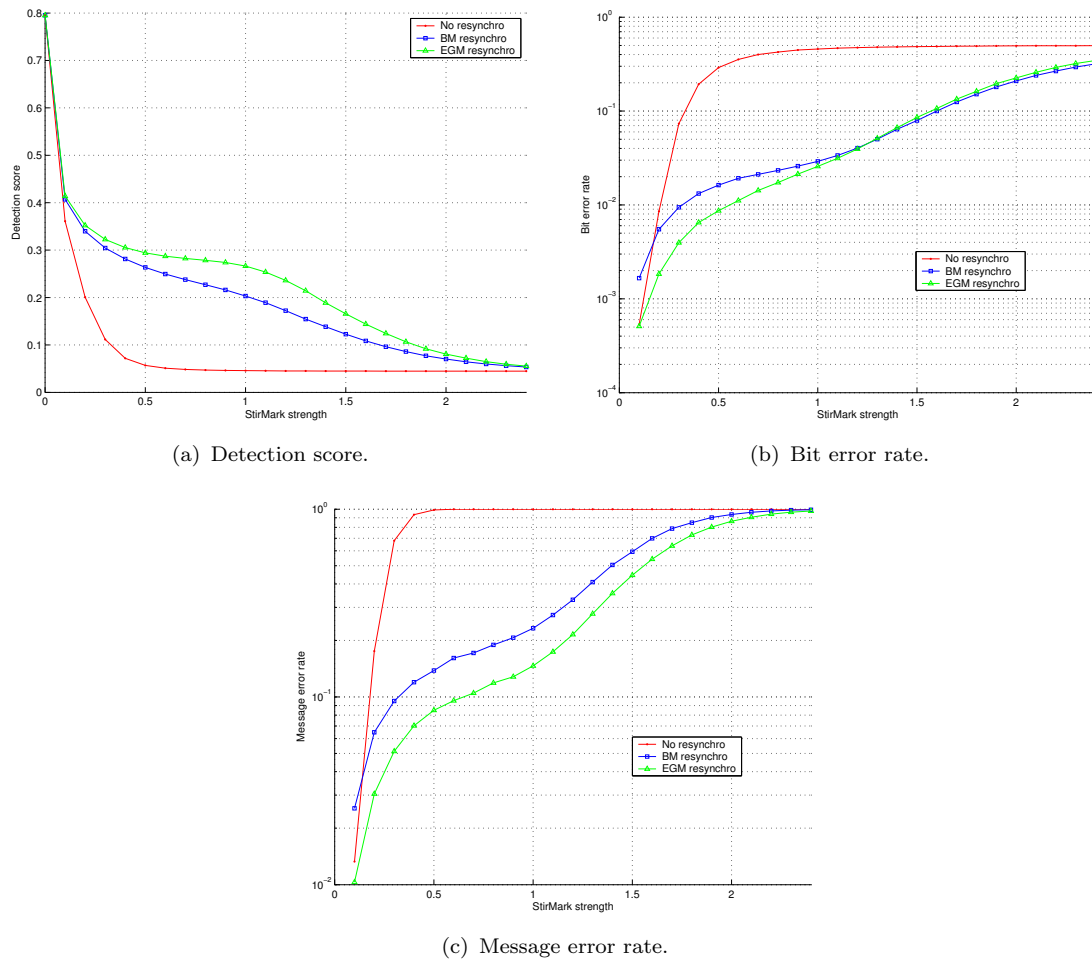 0.8
0.7
0.6
0.5
0.4
0.3
0.2
0.1
0
Detection score
0
0.5
1
1.5
2
StirMark strength
No resynchro
BM resynchro
EGM resynchro
(a) Detection score.
10^0
10^-1
10^-2
10^-3
10^-4
Bit error rate
0
0.5
1
1.5
2
StirMark strength
No resynchro
BM resynchro
EGM resynchro
(b) Bit error rate.
10^0
10^-1
10^-2
Message error rate
0
0.5
1
1.5
2
StirMark strength
No resynchro
BM resynchro
EGM resynchro
(c) Message error rate.